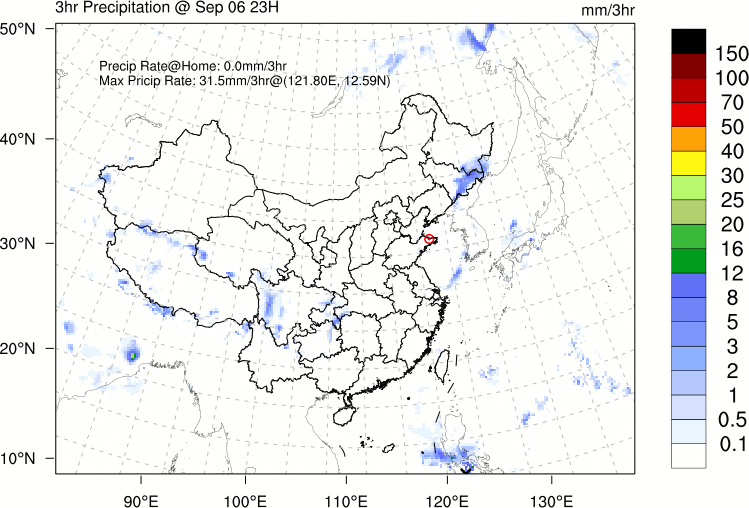 3hr Precipitation @ Sep 06 23H
mm/3hr
Precip Rate@Home: 0.0mm/3hr
Max Pricip Rate: 31.5mm/3hr@(121.80E, 12.59N)
50°N
40°N
30°N
20°N
10°N
90°E
100°E
110°E
120°E
130°E
150
100
70
50
40
30
25
20
16
12
8
5
3
2
1
0.5
0.1